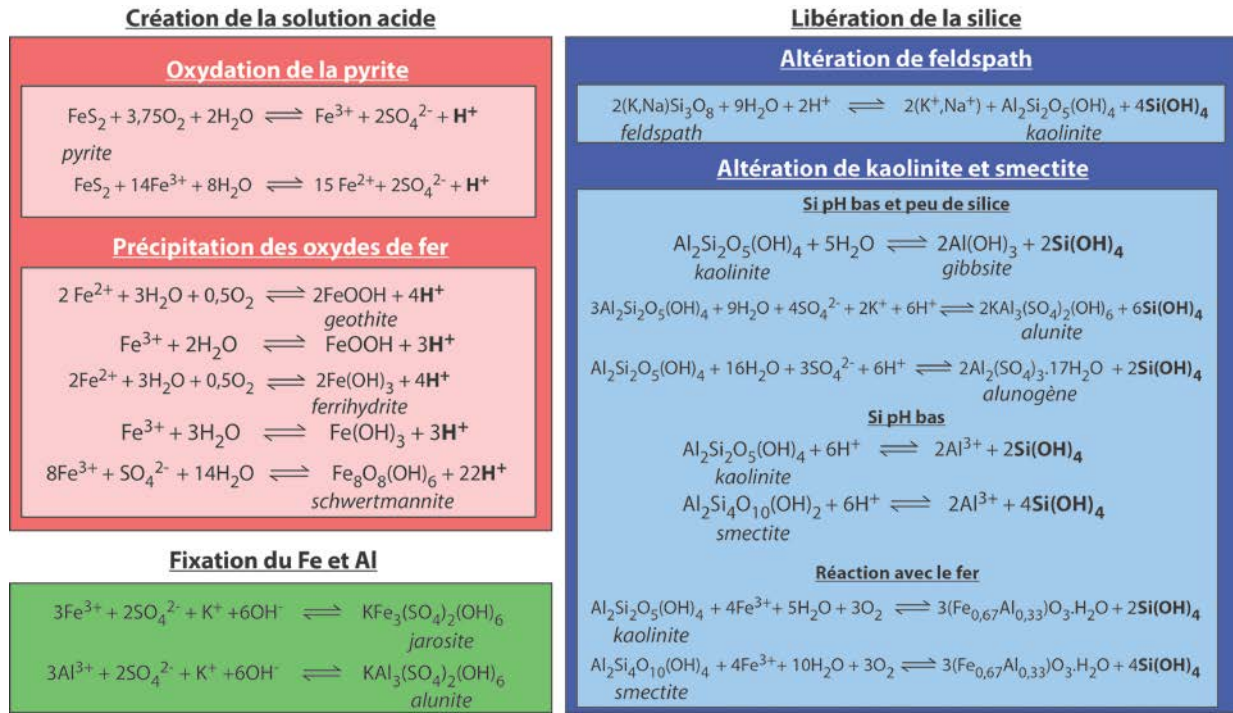 Création de la solution acide
Oxydation de la pyrite
FeS₂ + 3,75O₂ + 2H₂O ⇌ Fe³⁺ + 2SO₄²⁻ + H⁺
pyrite
FeS₂ + 14Fe³⁺ + 8H₂O ⇌ 15 Fe²⁺ + 2SO₄²⁻ + H⁺
Précipitation des oxydes de fer
2 Fe²⁺ + 3H₂O + 0,5O₂ ⇌ 2FeOOH + 4H⁺
geothite
Fe³⁺ + 2H₂O ⇌ FeOOH + 3H⁺
2Fe²⁺ + 3H₂O + 0,5O₂ ⇌ 2Fe(OH)₃ + 4H⁺
ferrihydrite
Fe³⁺ + 3H₂O ⇌ Fe(OH)₃ + 3H⁺
8Fe³⁺ + SO₄²⁻ + 14H₂O ⇌ Fe₈O₈(OH)₆ + 22H⁺
schwertmannite
Fixation du Fe et Al
3Fe³⁺ + 2SO₄²⁻ + K⁺ +6OH⁻ ⇌ KFe₃(SO₄)₂(OH)₆
jarosite
3Al³⁺ + 2SO₄²⁻ + K⁺ +6OH⁻ ⇌ KAl₃(SO₄)₂(OH)₆
alunite
Libération de la silice
Altération de feldspath
2(K,Na)Si₃O₈ + 9H₂O + 2H⁺ ⇌ 2(K⁺,Na⁺) + Al₂Si₂O₅(OH)₄ + 4Si(OH)₄
feldspath kaolinite
Altération de kaolinite et smectite
Si pH bas et peu de silice
Al₂Si₂O₅(OH)₄ + 5H₂O ⇌ 2Al(OH)₃ + 2Si(OH)₄
kaolinite gibbsite
3Al₂Si₂O₅(OH)₄ + 9H₂O + 4SO₄²⁻ + 2K⁺ + 6H⁺ ⇌ 2KAl₃(SO₄)₂(OH)₆ + 6Si(OH)₄
alunite
Al₂Si₂O₅(OH)₄ + 16H₂O + 3SO₄²⁻ + 6H⁺ ⇌ 2Al₂(SO₄)₃.17H₂O + 2Si(OH)₄
alunogène
Si pH bas
Al₂Si₂O₅(OH)₄ + 6H⁺ ⇌ 2Al³⁺ + 2Si(OH)₄
kaolinite
Al₂Si₄O₁₀(OH)₂ + 6H⁺ ⇌ 2Al³⁺ + 4Si(OH)₄
smectite
Réaction avec le fer
Al₂Si₂O₅(OH)₄ + 4Fe³⁺ + 5H₂O + 3O₂ ⇌ 3(Fe₀,₆₇Al₀,₃₃)O₃.H₂O + 2Si(OH)₄
kaolinite
Al₂Si₄O₁₀(OH)₄ + 4Fe³⁺ + 10H₂O + 3O₂ ⇌ 3(Fe₀,₆₇Al₀,₃₃)O₃.H₂O + 4Si(OH)₄
smectite